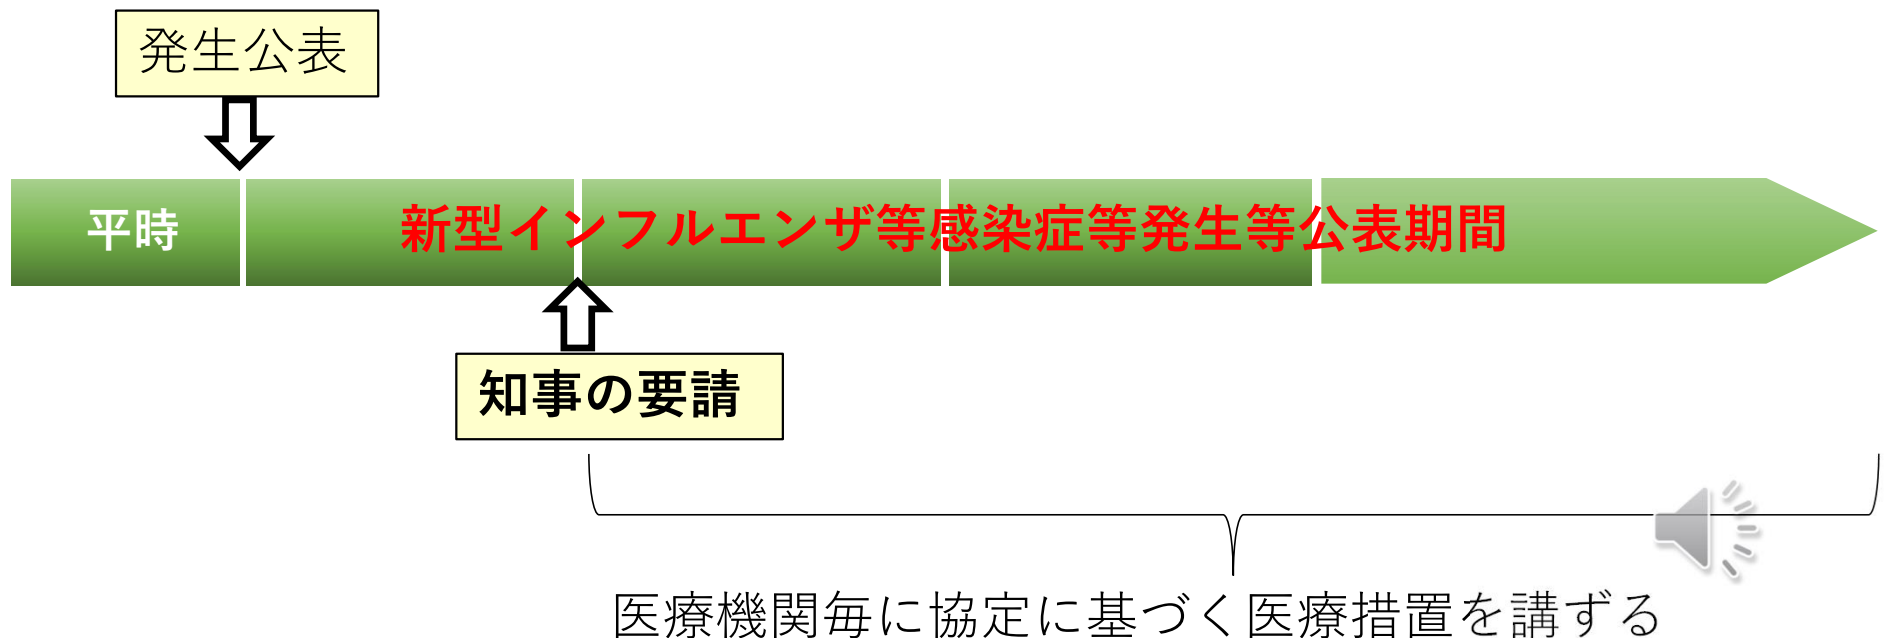 発生公表
平時
新型インフルエンザ等感染症等発生等公表期間
知事の要請
医療機関毎に協定に基づく医療措置を講ずる